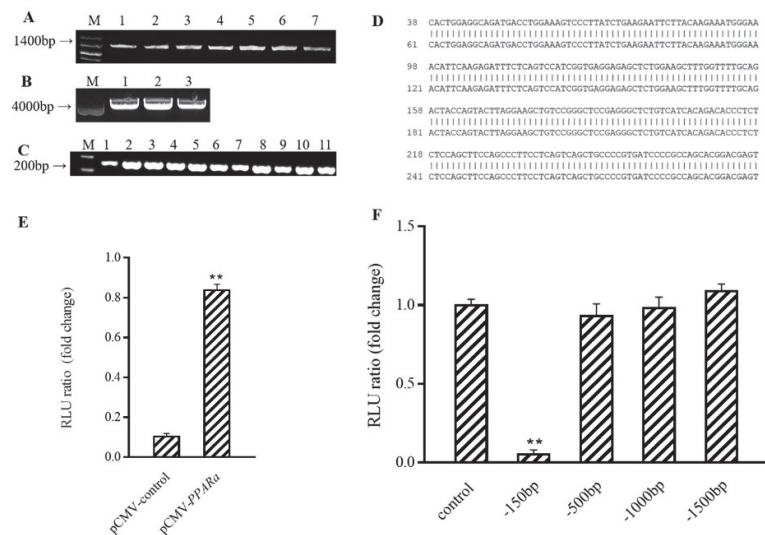 A
M 1 2 3 4 5 6 7
1400bp →
B
M 1 2 3
4000bp →
C
M 1 2 3 4 5 6 7 8 9 10 11
200bp →
D
38 CACTGGAGGCAGATGACCTGGAAAGTCCCTTATCTGAAGAATTCTTACAAGAAATGGGAA
61 CACTGGAGGCAGATGACCTGGAAAGTCCCTTATCTGAAGAATTCTTACAAGAAATGGGAA
98 ACATTCAAGAGATTTCTCAGTCCATCGGTGAGGAGAGCTCTGGAAGCTTTGGTTTTGCAG
121 ACATTCAAGAGATTTCTCAGTCCATCGGTGAGGAGAGCTCTGGAAGCTTTGGTTTTGCAG
158 ACTACCAGTACTTAGGAAGCTGTCCGGGCTCCGAGGGCTCTGTCATCACAGACACCCTCT
181 ACTACCAGTACTTAGGAAGCTGTCCGGGCTCCGAGGGCTCTGTCATCACAGACACCCTCT
218 CTCCAGCTTCCAGCCCTTCCTCAGTCAGCTGCCCCGTGATCCCCGCCAGCACGGACGAGT
241 CTCCAGCTTCCAGCCCTTCCTCAGTCAGCTGCCCCGTGATCCCCGCCAGCACGGACGAGT
E
RLU ratio (fold change)
1.0
0.8
0.6
0.4
0.2
0.0
**
pCMV-control
pCMV-PPARa
F
RLU ratio (fold change)
1.5
1.0
0.5
0.0
**
control
-150bp
-500bp
-1000bp
-1500bp